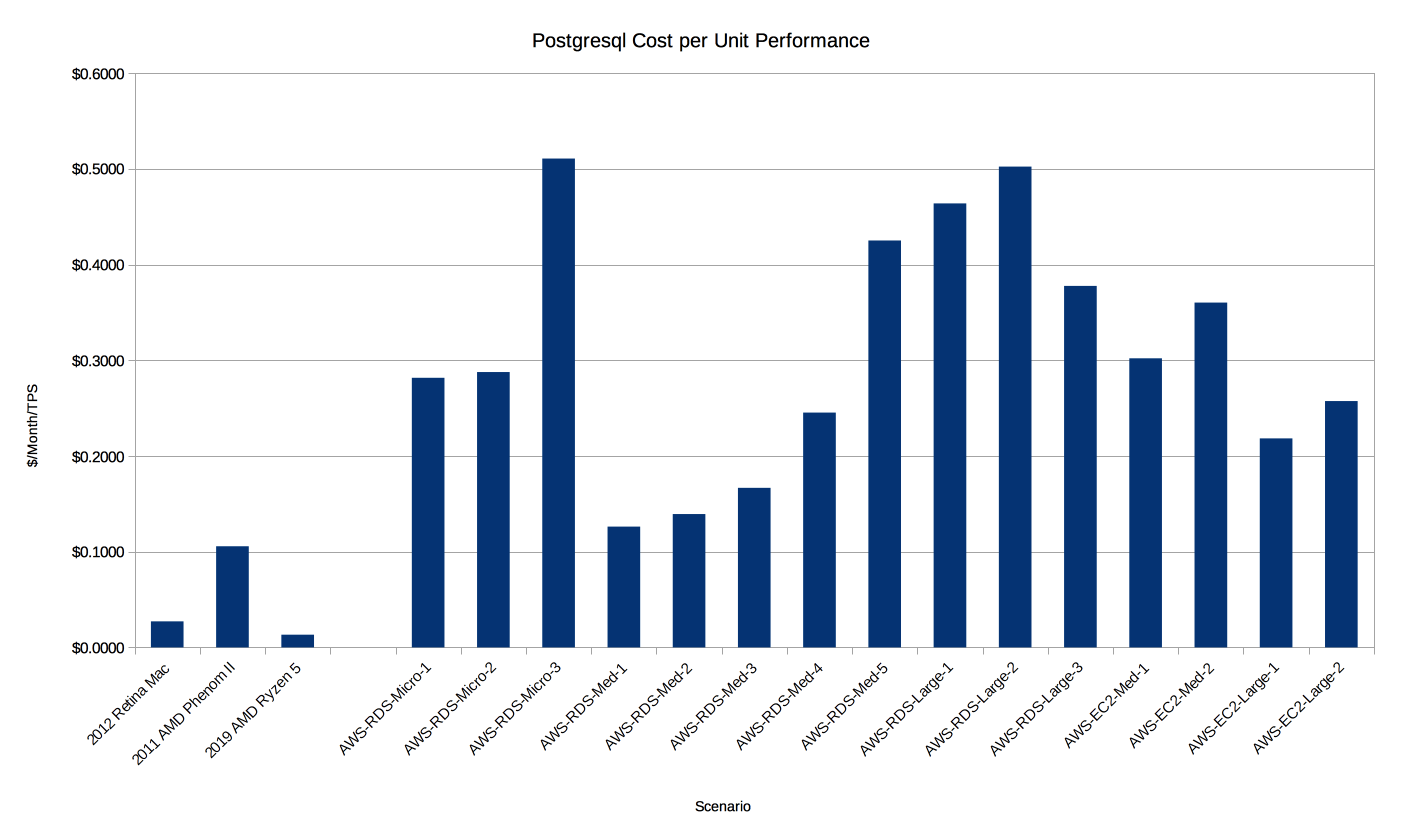 Postgresql Cost per Unit Performance
$0.6000
$0.5000
$0.4000
$0.3000
$0.2000
$0.1000
$0.0000
$/Month/TPS
2012 Retina Mac
2011 AMD Phenom II
2019 AMD Ryzen 5
AWS-RDS-Micro-1
AWS-RDS-Micro-2
AWS-RDS-Micro-3
AWS-RDS-Med-1
AWS-RDS-Med-2
AWS-RDS-Med-3
AWS-RDS-Med-4
AWS-RDS-Med-5
AWS-RDS-Large-1
AWS-RDS-Large-2
AWS-RDS-Large-3
AWS-EC2-Med-1
AWS-EC2-Med-2
AWS-EC2-Large-1
AWS-EC2-Large-2
Scenario